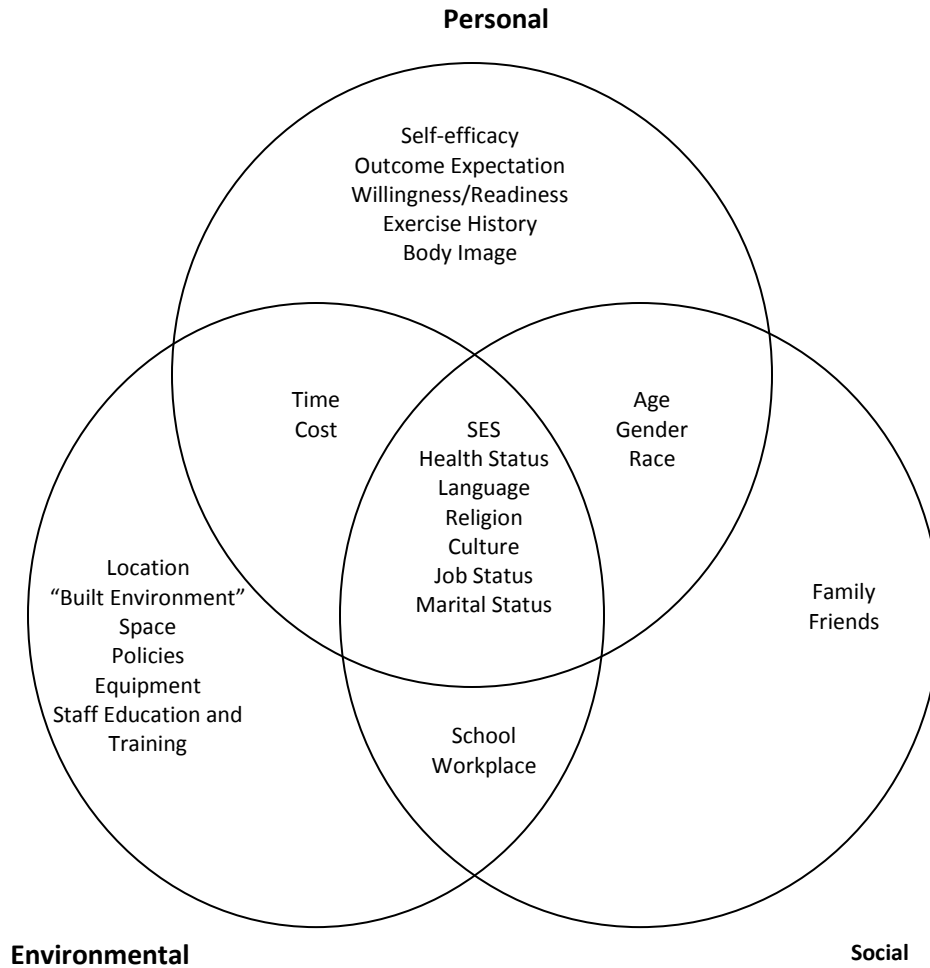 Personal
Self-efficacy
Outcome Expectation
Willingness/Readiness
Exercise History
Body Image
Time
Cost
SES
Health Status
Language
Religion
Culture
Job Status
Marital Status
Age
Gender
Race
Location
“Built Environment”
Space
Policies
Equipment
Staff Education and
Training
Family
Friends
School
Workplace
Environmental
Social